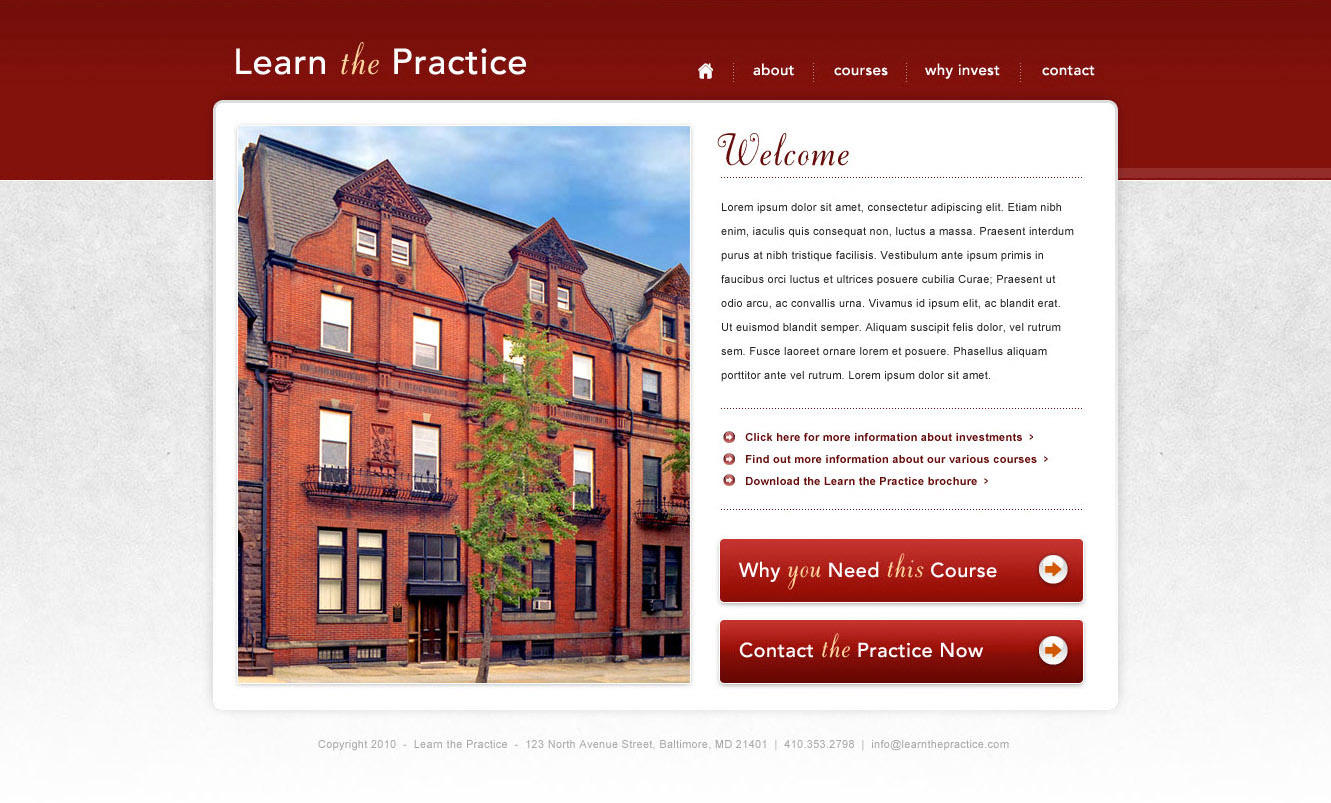 Learn the Practice
about
courses
why invest
contact
Welcome
Lorem ipsum dolor sit amet, consectetur adipiscing elit. Etiam nibh
enim, iaculis quis consequat non, luctus a massa. Praesent interdum
purus at nibh tristique facilisis. Vestibulum ante ipsum primis in
faucibus orci luctus et ultrices posuere cubilia Curae; Praesent ut
odio arcu, ac convallis urna. Vivamus id ipsum elit, ac blandit erat.
Ut euismod blandit semper. Aliquam suscipit felis dolor, vel rutrum
sem. Fusce laoreet ornare lorem et posuere. Phasellus aliquam
porttitor ante vel rutrum. Lorem ipsum dolor sit amet.
Click here for more information about investments ›
Find out more information about our various courses ›
Download the Learn the Practice brochure ›
Why you Need this Course
Contact the Practice Now
Copyright 2010 - Learn the Practice - 123 North Avenue Street, Baltimore, MD 21401 | 410.353.2798 | info@learnthepractice.com